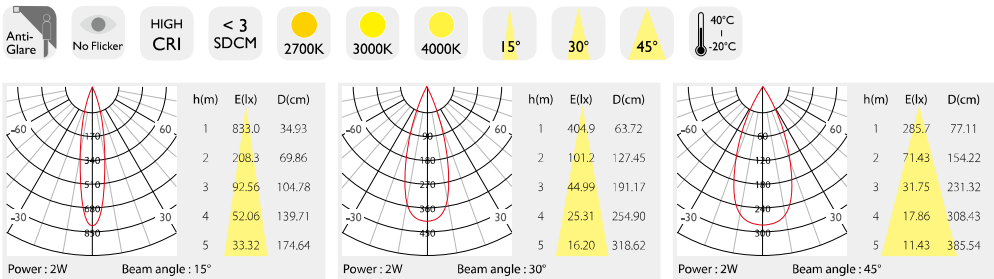 Anti-
Glare
No Flicker
HIGH
CRI
< 3
SDCM
2700K
3000K
4000K
15°
30°
45°
40°C
-20°C
h(m) E(lx) D(cm)
1 833.0 34.93
2 208.3 69.86
3 92.56 104.78
4 52.06 139.71
5 33.32 174.64
-60 60
-30 30
170
340
510
680
850
Power : 2W Beam angle : 15°
h(m) E(lx) D(cm)
1 404.9 63.72
2 101.2 127.45
3 44.99 191.17
4 25.31 254.90
5 16.20 318.62
-60 60
-30 30
90
180
270
360
450
Power : 2W Beam angle : 30°
h(m) E(lx) D(cm)
1 285.7 77.11
2 71.43 154.22
3 31.75 231.32
4 17.86 308.43
5 11.43 385.54
-60 60
-30 30
60
120
180
240
300
Power : 2W Beam angle : 45°